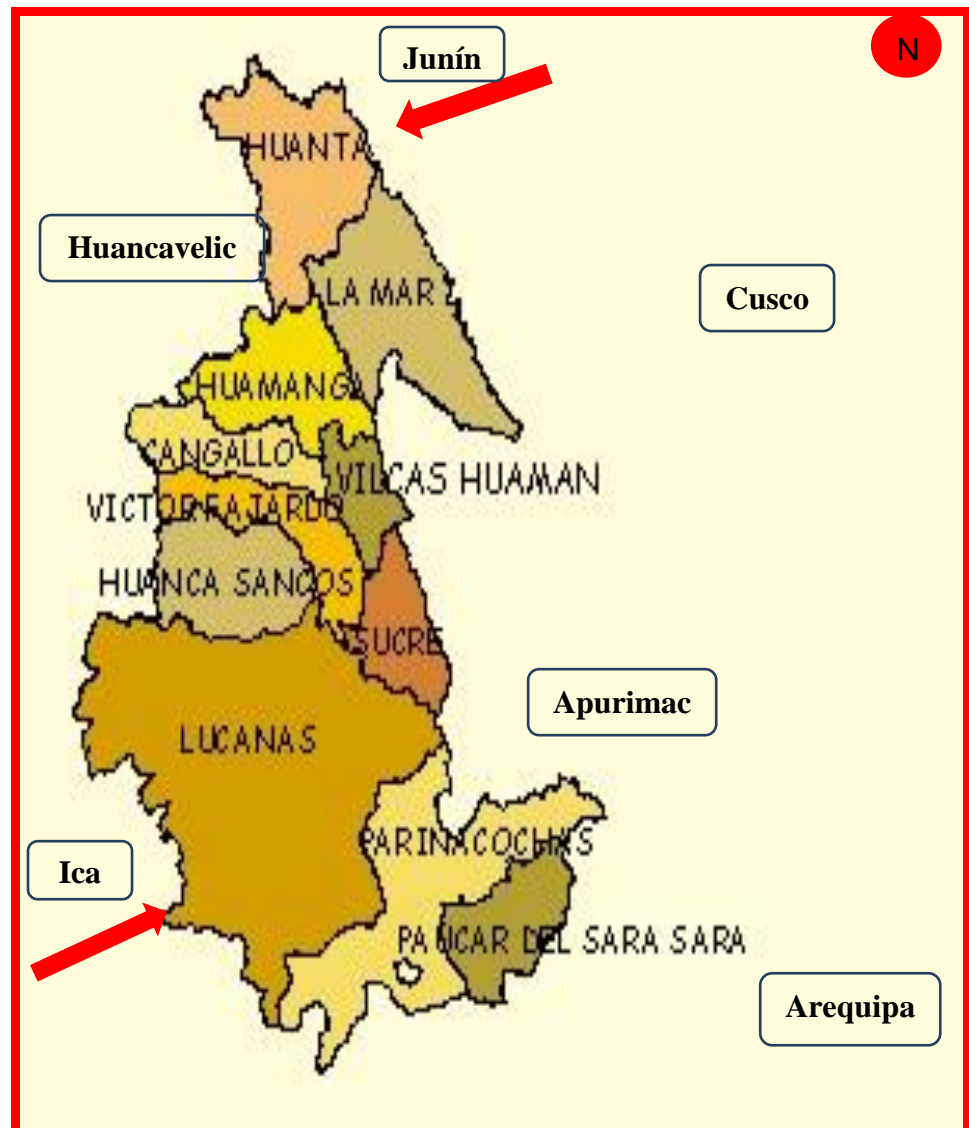 Junín
N
HUANTA
Huancavelic
LA MAR
Cusco
HUAMANGA
CANGALLO
VILCAS HUAMAN
VICTOR FAJARDO
HUANCA SANCOS
SUCRE
Apurimac
LUCANAS
PARINACOCHAS
Ica
PAUCAR DEL SARA SARA
Arequipa